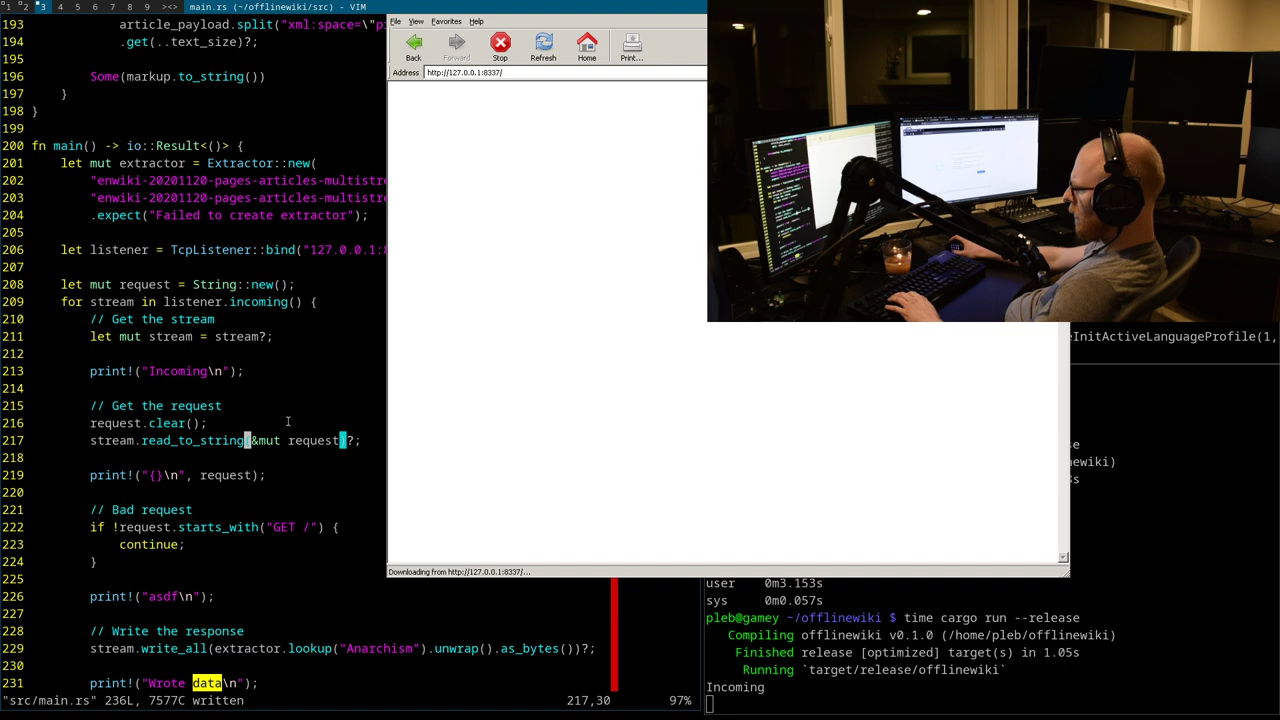 1 2 3 4 5 6 7 8 9 ><> main.rs (~/offlinewiki/src) - VIM
193 article_payload.split("xml:space=\"p
194 .get(..text_size)?;
195
196 Some(markup.to_string())
197 }
198 }
199
200 fn main() -> io::Result<()> {
201 let mut extractor = Extractor::new(
202 "enwiki-20201120-pages-articles-multistre
203 "enwiki-20201120-pages-articles-multistre
204 .expect("Failed to create extractor");
205
206 let listener = TcpListener::bind("127.0.0.1:8
207
208 let mut request = String::new();
209 for stream in listener.incoming() {
210 // Get the stream
211 let mut stream = stream?;
212
213 print!("Incoming\n");
214
215 // Get the request
216 request.clear();
217 stream.read_to_string(&mut request)?;
218
219 print!("{}\n", request);
220
221 // Bad request
222 if !request.starts_with("GET /") {
223 continue;
224 }
225
226 print!("asdf\n");
227
228 // Write the response
229 stream.write_all(extractor.lookup("Anarchism").unwrap().as_bytes())?;
230
231 print!("Wrote data\n");
"src/main.rs" 236L, 7577C written 217,30 97%
File View Favorites Help
Back Forward Stop Refresh Home Print...
Address http://127.0.0.1:8337/
Downloading from http://127.0.0.1:8337/...
eInitActiveLanguageProfile(1,
e
ewiki)
s
user 0m3.153s
sys 0m0.057s
pleb@gamey ~/offlinewiki $ time cargo run --release
Compiling offlinewiki v0.1.0 (/home/pleb/offlinewiki)
Finished release [optimized] target(s) in 1.05s
Running `target/release/offlinewiki`
Incoming